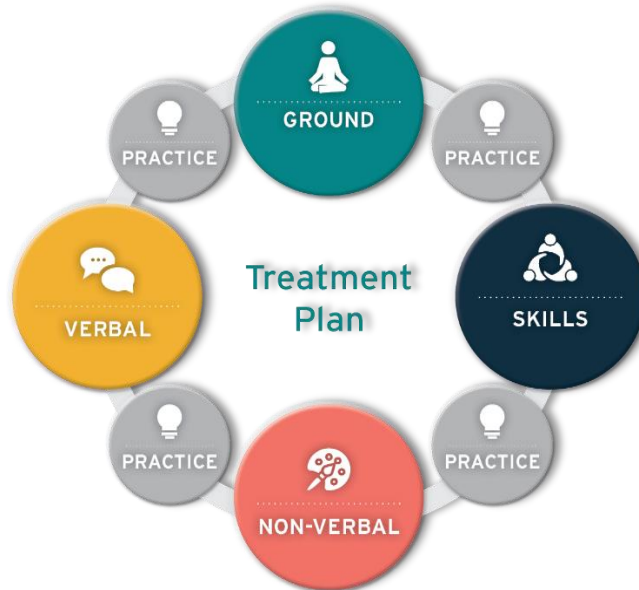 GROUND
PRACTICE
PRACTICE
VERBAL
Treatment
Plan
SKILLS
PRACTICE
PRACTICE
NON-VERBAL